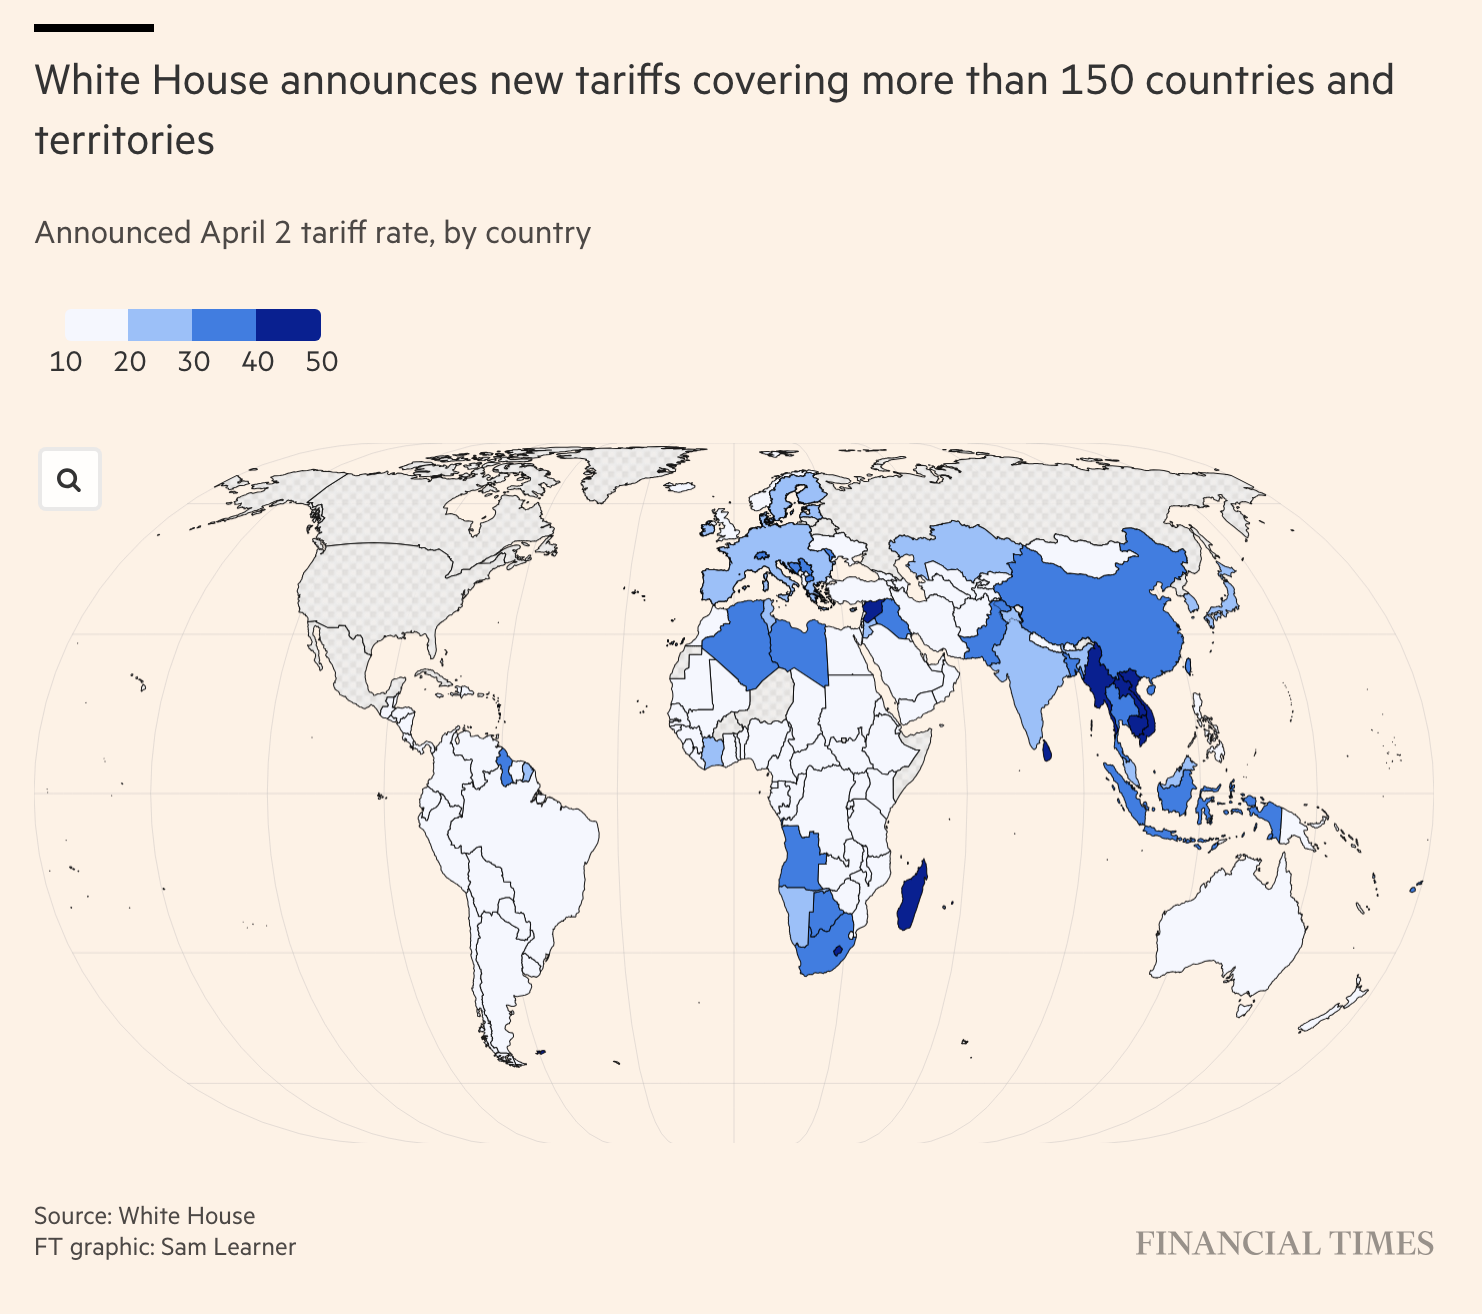 White House announces new tariffs covering more than 150 countries and
territories
Announced April 2 tariff rate, by country
10 20 30 40 50
Source: White House
FT graphic: Sam Learner
FINANCIAL TIMES